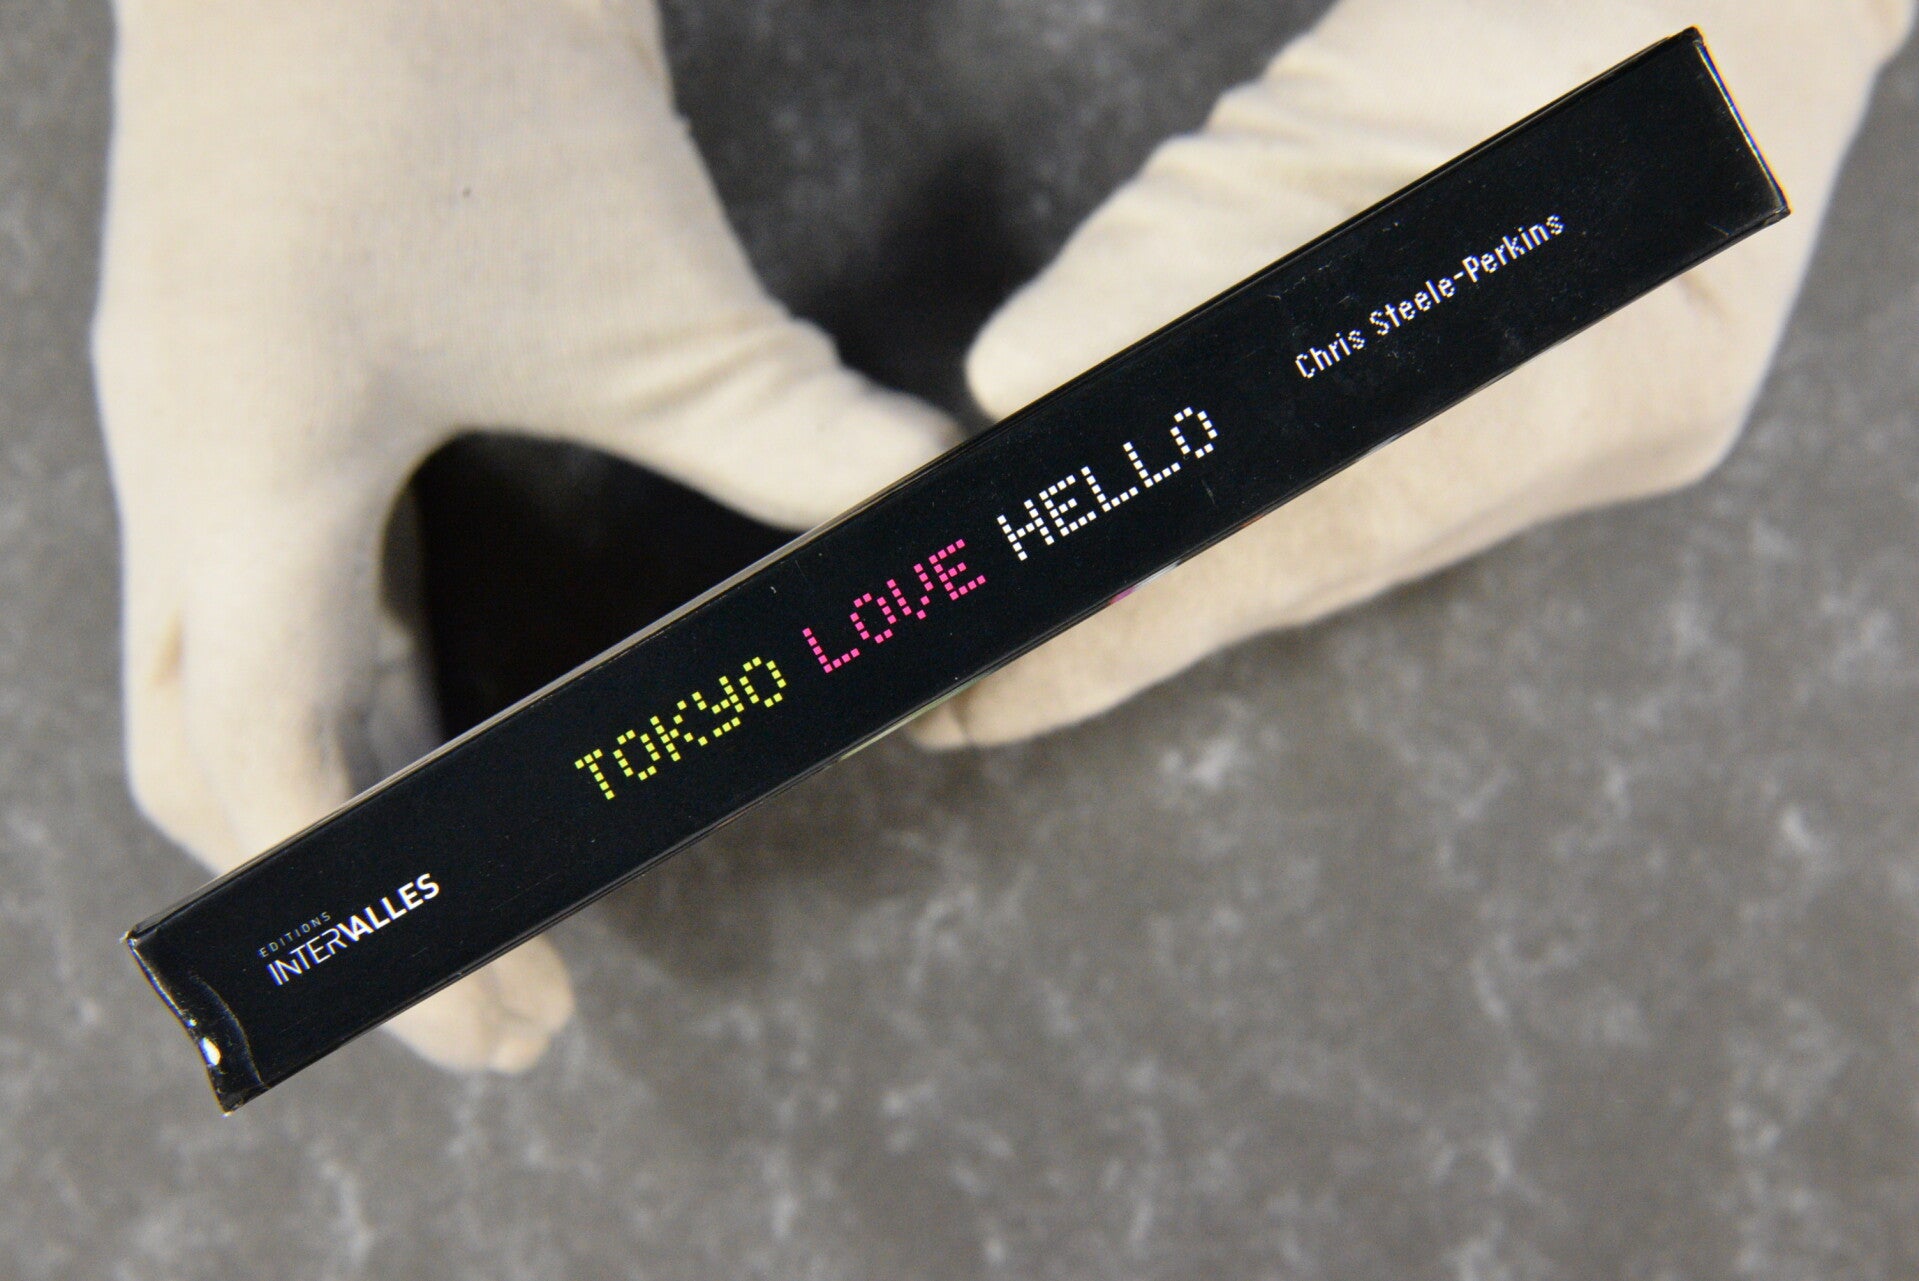 EDITIONS
INTERVALLES
TOKYO LOVE HELLO
Chris Steele-Perkins